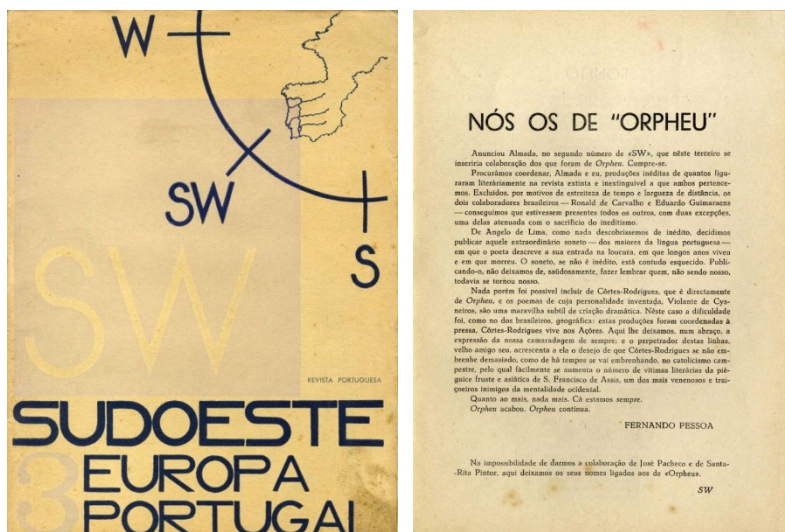 W
SW
S
SW
REVISTA PORTUGUESA
SUDOESTE
3 EUROPA
PORTUGAL
NÓS OS DE "ORPHEU"
Anunciou Almada, no segundo número de «SW», que nêste terceiro se
inseriria colaboração dos que foram de Orpheu. Cumpre-se.
Procurámos coordenar, Almada e eu, produções inéditas de quantos figu-
raram literàriamente na revista extinta e inextinguível a que ambos pertence-
mos. Excluídos, por motivos de estreiteza de tempo e largueza de distância, os
dois colaboradores brasileiros — Ronald de Carvalho e Eduardo Guimaraens
— conseguimos que estivessem presentes todos os outros, com duas excepções,
uma delas atenuada com o sacrifício do ineditismo.
De Angelo de Lima, como nada descobrissemos de inédito, decidimos
publicar aquele extraordinário soneto — dos maiores da língua portuguesa —
em que o poeta descreve a sua entrada na loucura, em que longos anos viveu
e em que morreu. O soneto, se não é inédito, está contudo esquecido. Publi-
cando-o, não deixamos de, saüdosamente, fazer lembrar quem, não sendo nosso,
todavia se tornou nosso.
Nada porém foi possível incluir de Côrtes-Rodrigues, que é directamente
de Orpheu, e os poemas de cuja personalidade inventada, Violante de Cys-
neiros, são uma maravilha subtil de criação dramática. Nêste caso a dificuldade
foi, como no dos brasileiros, geográfica: estas produções foram coordenadas à
pressa, Côrtes-Rodrigues vive nos Açôres. Aqui lhe deixamos, num abraço, a
expressão da nossa camaradagem de sempre; e o perpetrador destas linhas,
velho amigo seu, acrescenta a ela o desejo de que Côrtes-Rodrigues se não em-
brenhe demasiado, como de há tempos se vai embrenhando, no catolicismo cam-
pestre, pelo qual fàcilmente se aumenta o número de vítimas literárias da piè-
guice fruste e asiática de S. Francisco de Assis, um dos mais venenosos e trai-
çoeiros inimigos da mentalidade ocidental.
Quanto ao mais, nada mais. Cá estamos sempre.
Orpheu acabou. Orpheu continua.
FERNANDO PESSOA
Na impossibilidade de darmos a colaboração de José Pacheco e de Santa-
-Rita Pintor, aqui deixamos os seus nomes ligados aos de «Orpheu».
SW